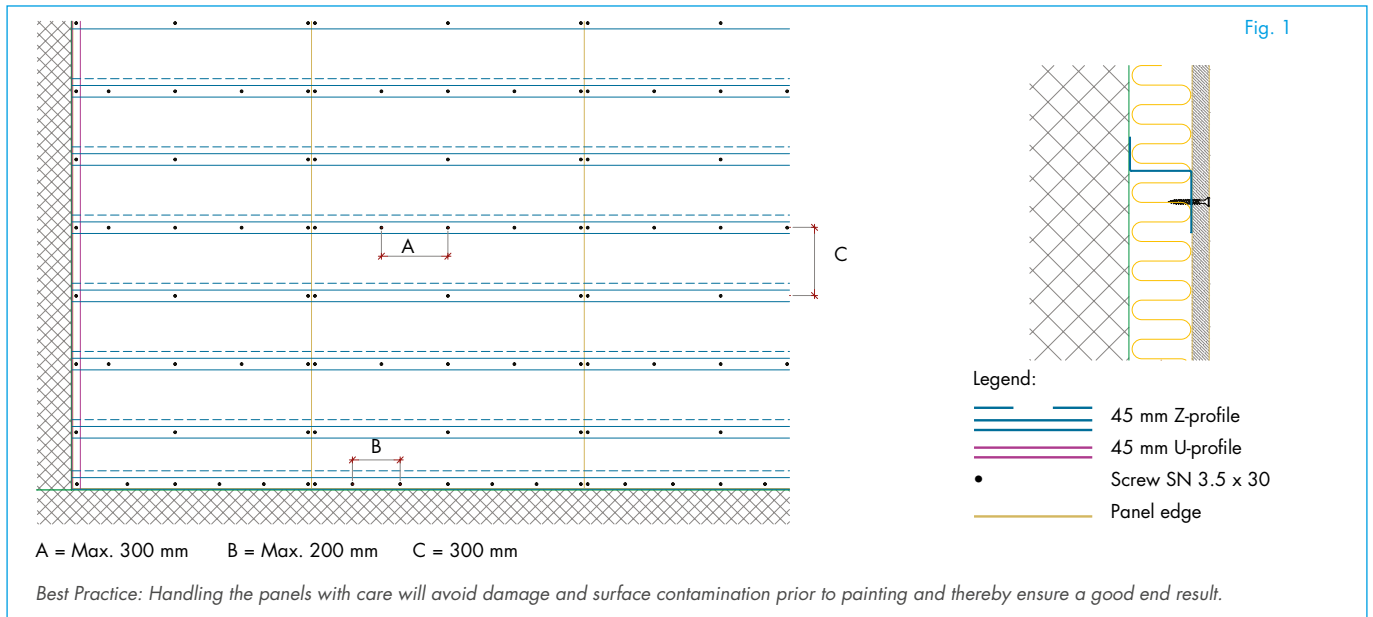 Fig. 1
A
C
B
Legend:
45 mm Z-profile
45 mm U-profile
Screw SN 3.5 x 30
Panel edge
A = Max. 300 mm B = Max. 200 mm C = 300 mm
Best Practice: Handling the panels with care will avoid damage and surface contamination prior to painting and thereby ensure a good end result.